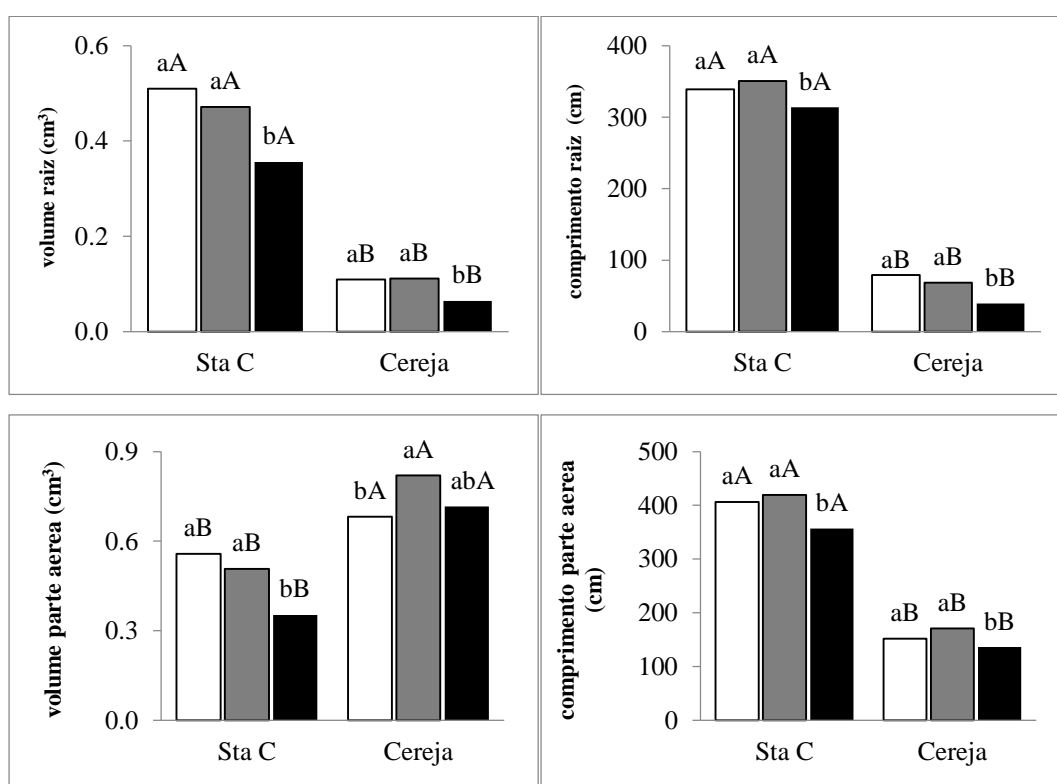 0.6
0.4
0.2
0.0
volume raiz (cm³)
aA
aA
bA
aB
aB
bB
Sta C
Cereja
400
300
200
100
0
comprimento raiz (cm)
aA
aA
bA
aB
aB
bB
Sta C
Cereja
0.9
0.6
0.3
0.0
volume parte aerea (cm³)
aB
aB
bB
bA
aA
abA
Sta C
Cereja
500
400
300
200
100
0
comprimento parte aerea
(cm)
aA
aA
bA
aB
aB
bB
Sta C
Cereja